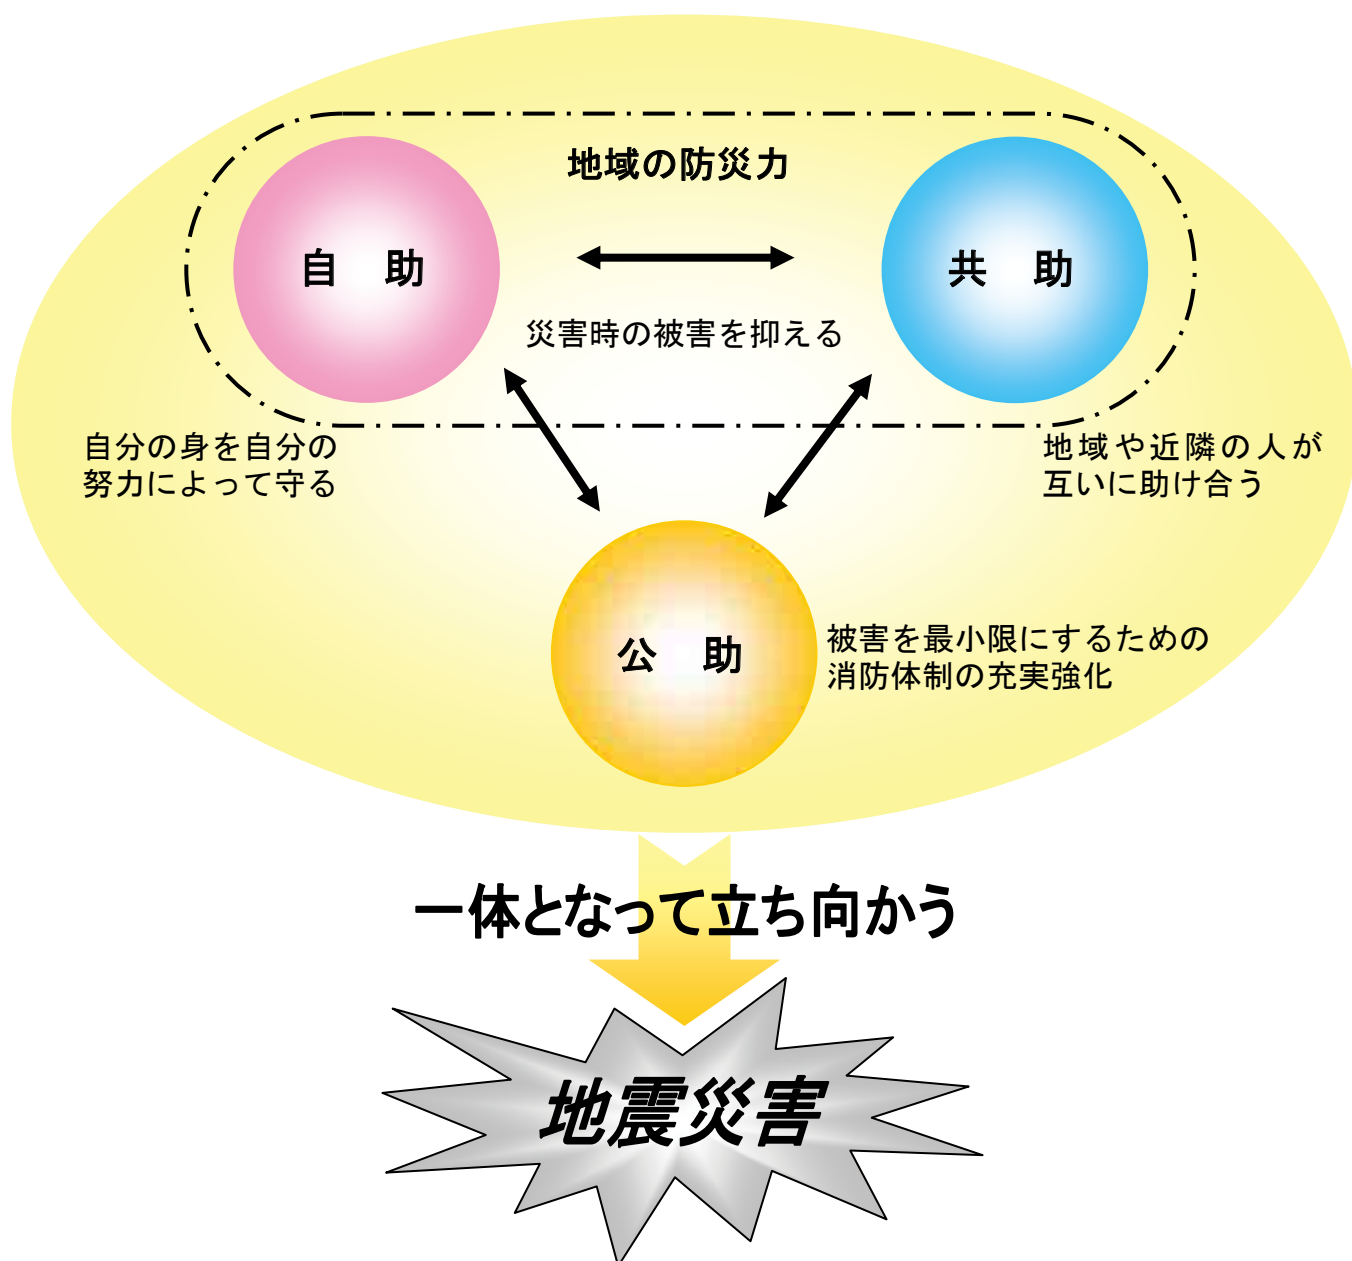 地域の防災力
自　助
共　助
災害時の被害を抑える
自分の身を自分の
努力によって守る
地域や近隣の人が
互いに助け合う
公　助
被害を最小限にするための
消防体制の充実強化
一体となって立ち向かう
地震災害